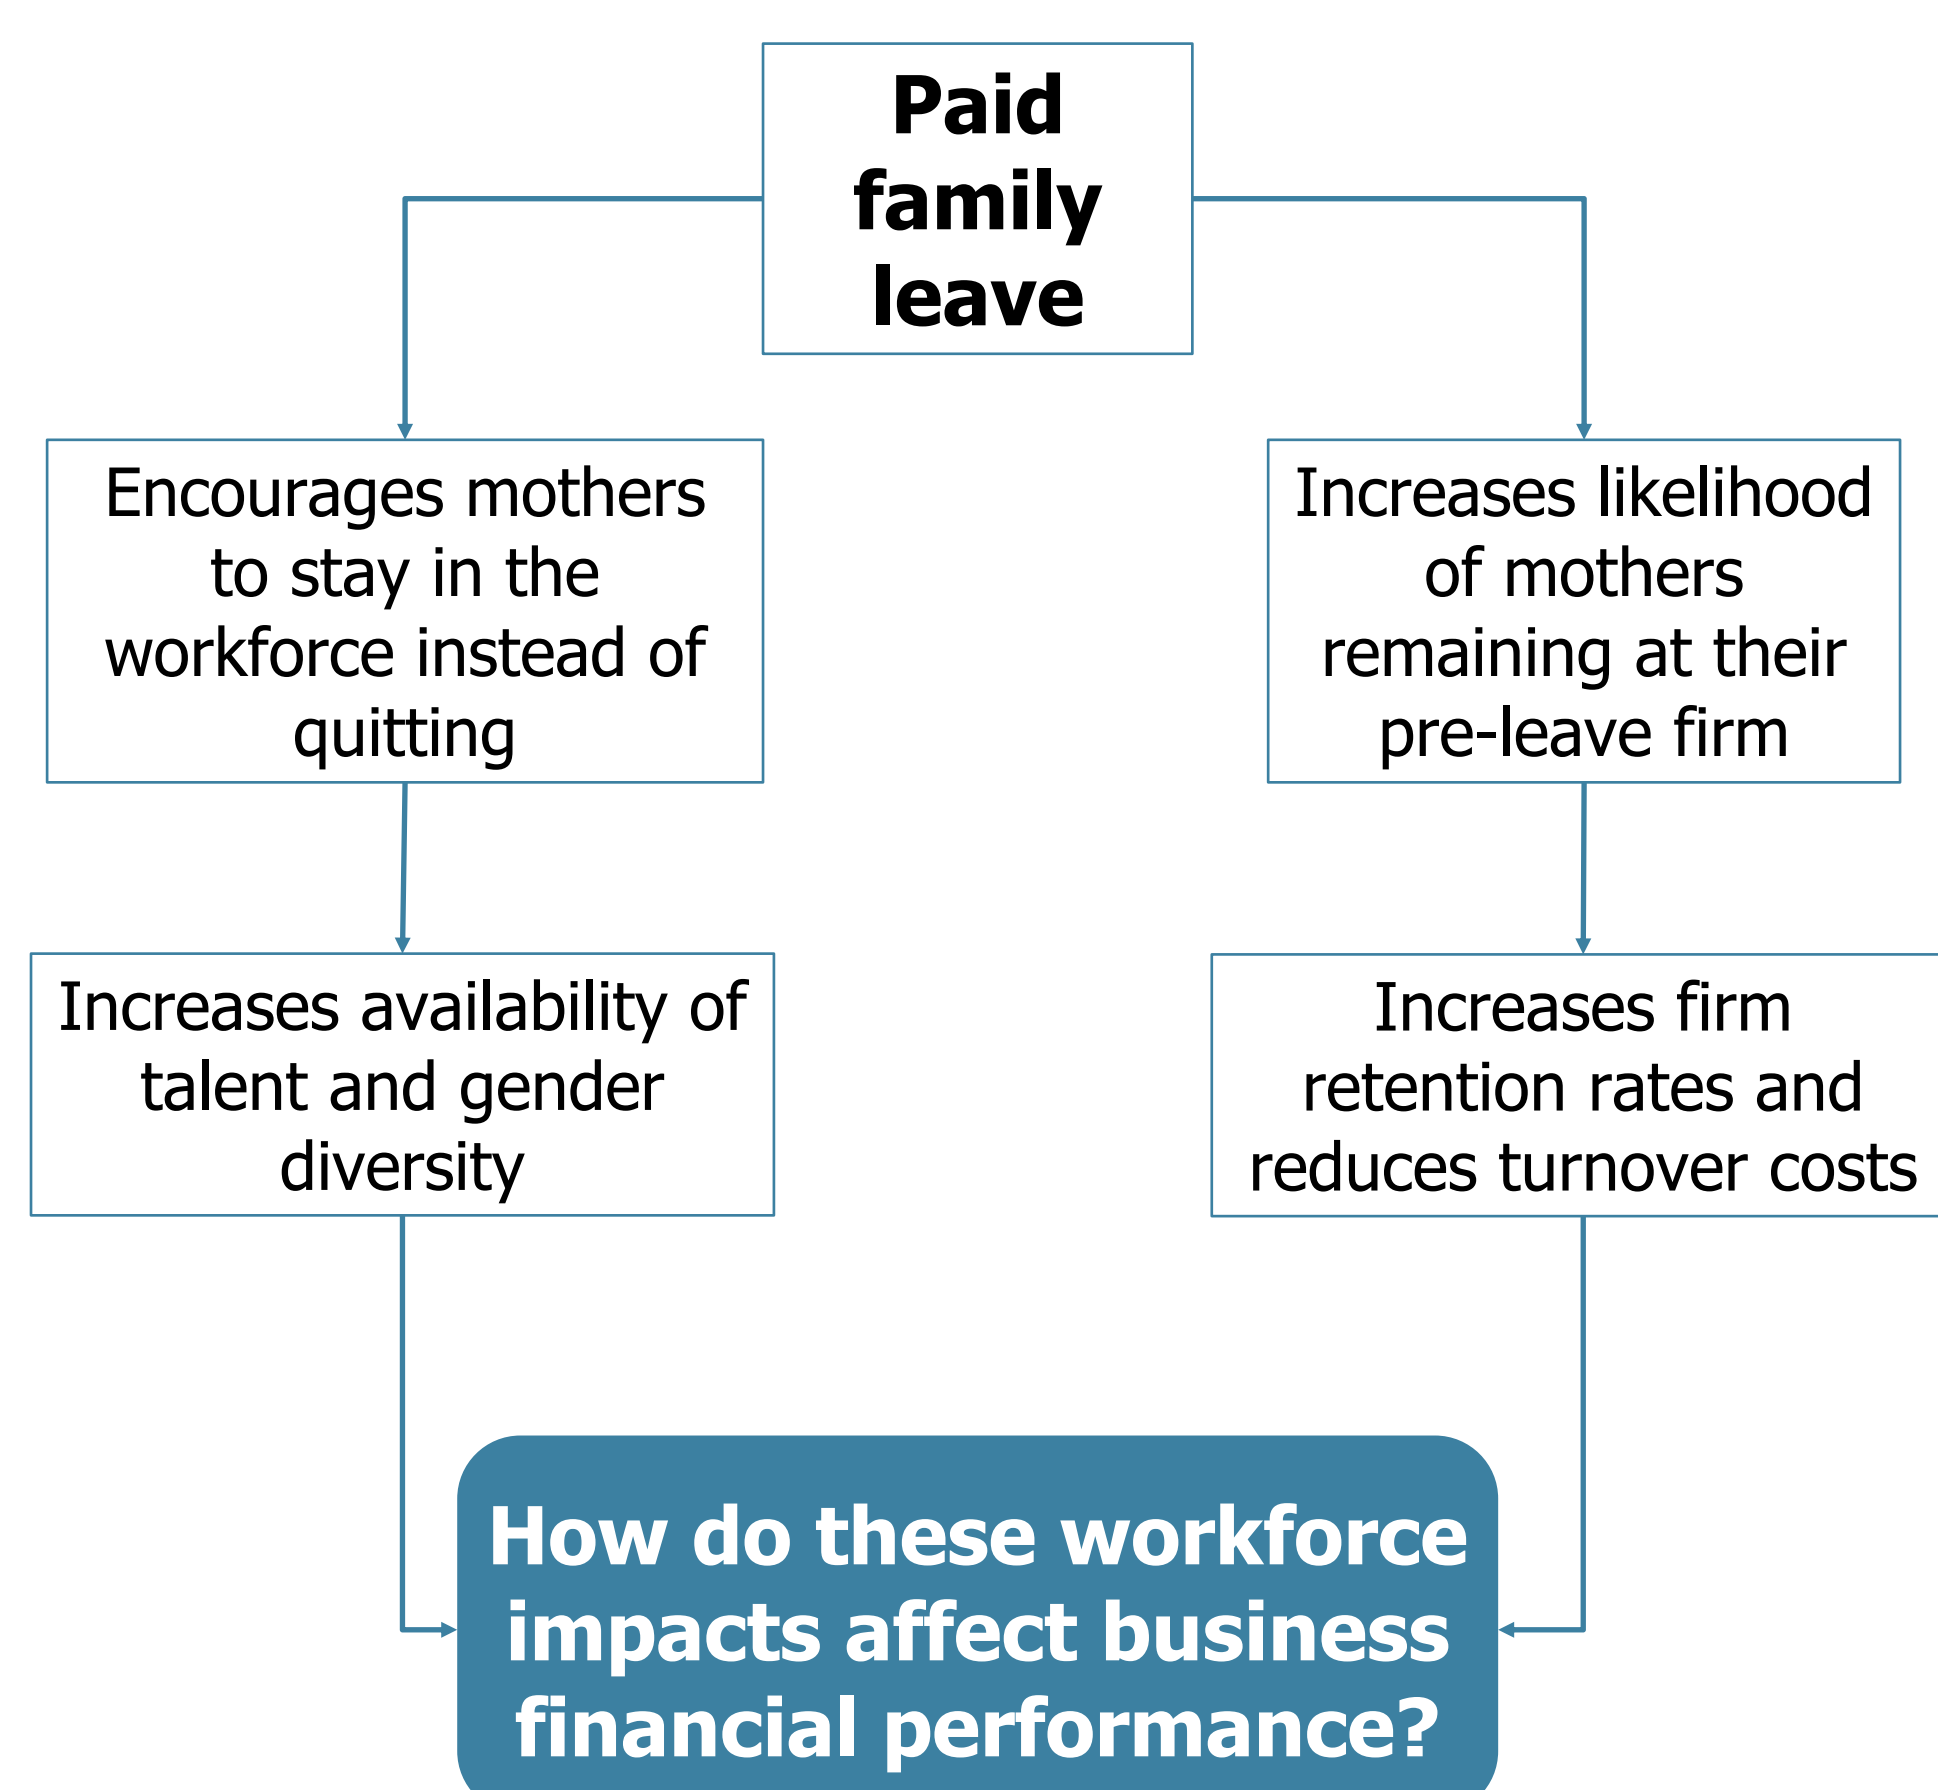 Paid
family
leave
Encourages mothers
to stay in the
workforce instead of
quitting
Increases likelihood
of mothers
remaining at their
pre-leave firm
Increases availability of
talent and gender
diversity
Increases firm
retention rates and
reduces turnover costs
How do these workforce
impacts affect business
financial performance?